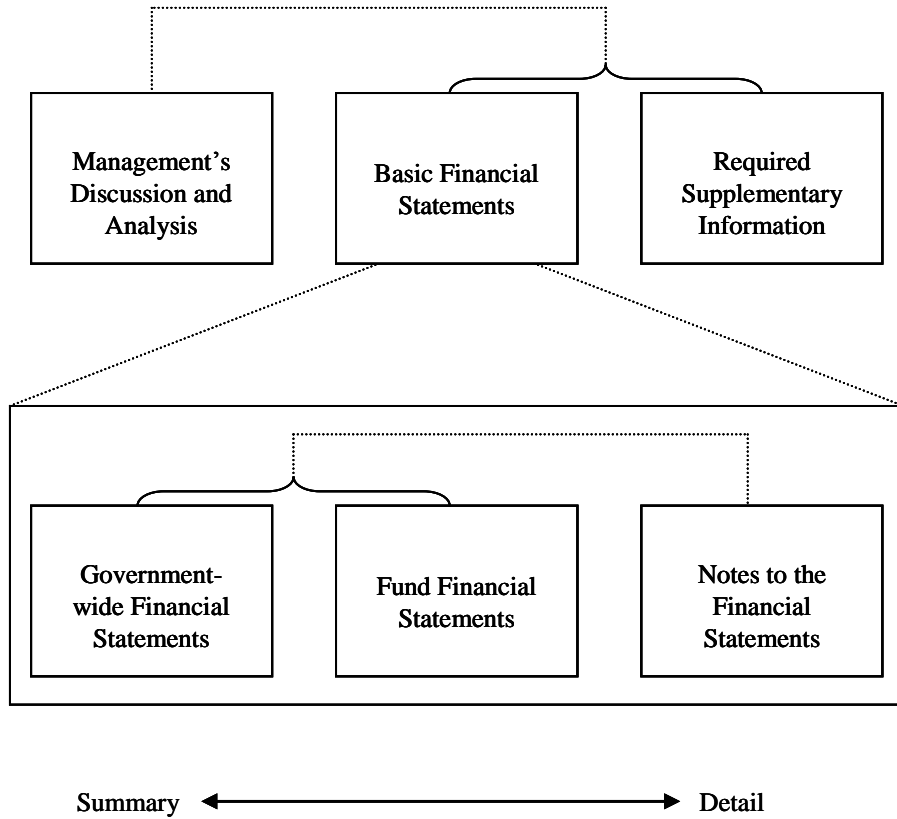 Management’s
Discussion and
Analysis
Basic Financial
Statements
Required
Supplementary
Information
Government-
wide Financial
Statements
Fund Financial
Statements
Notes to the
Financial
Statements
Summary
Detail